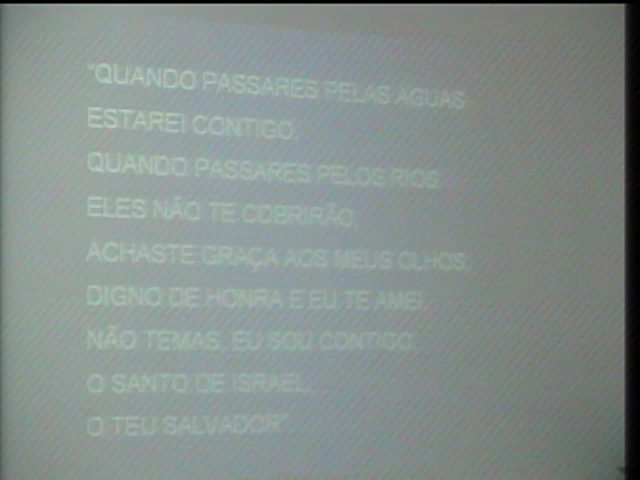 "QUANDO PASSARES PELAS ÁGUAS
ESTAREI CONTIGO,
QUANDO PASSARES PELOS RIOS
ELES NÃO TE COBRIRÃO,
ACHASTE GRAÇA AOS MEUS OLHOS,
DIGNO DE HONRA E EU TE AMEI,
NÃO TEMAS, EU SOU CONTIGO
O SANTO DE ISRAEL,
O TEU SALVADOR"